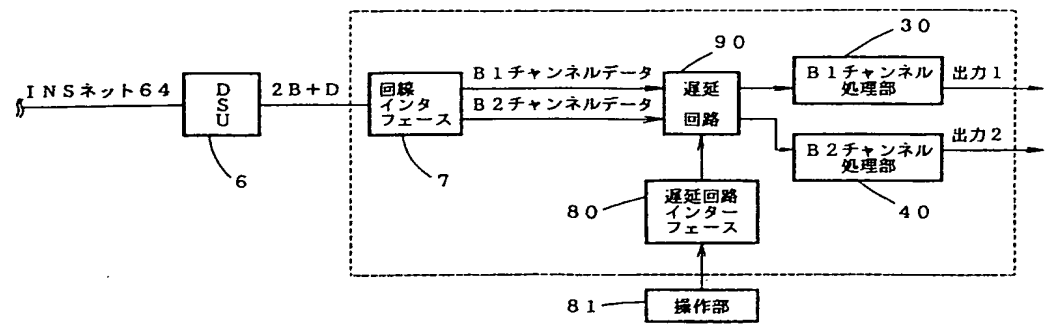 INSネット64
DSU
6
2B+D
回線
インタ
フェース
7
B1チャンネルデータ
B2チャンネルデータ
90
遅延
回路
30
B1チャンネル
処理部
出力1
B2チャンネル
処理部
出力2
40
80
遅延回路
インター
フェース
81
操作部